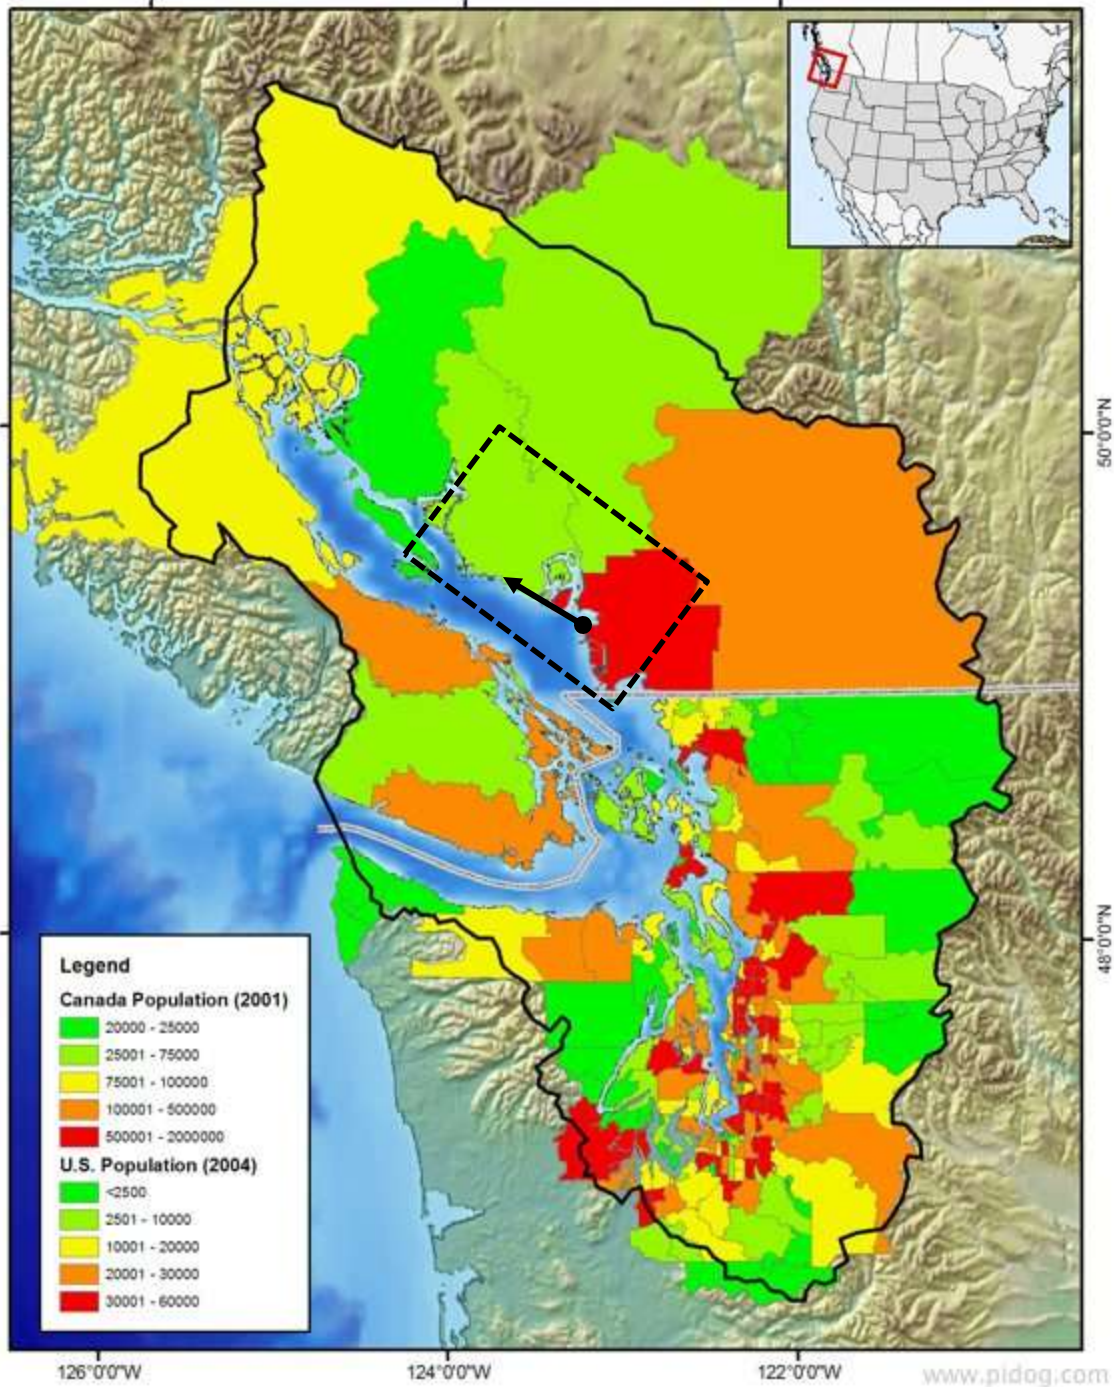 50°0'0"N
48°0'0"N
Legend
Canada Population (2001)
20000 - 25000
25001 - 75000
75001 - 100000
100001 - 500000
500001 - 2000000
U.S. Population (2004)
<2500
2501 - 10000
10001 - 20000
20001 - 30000
30001 - 60000
126°0'0"W
124°0'0"W
122°0'0"W
www.pidog.com